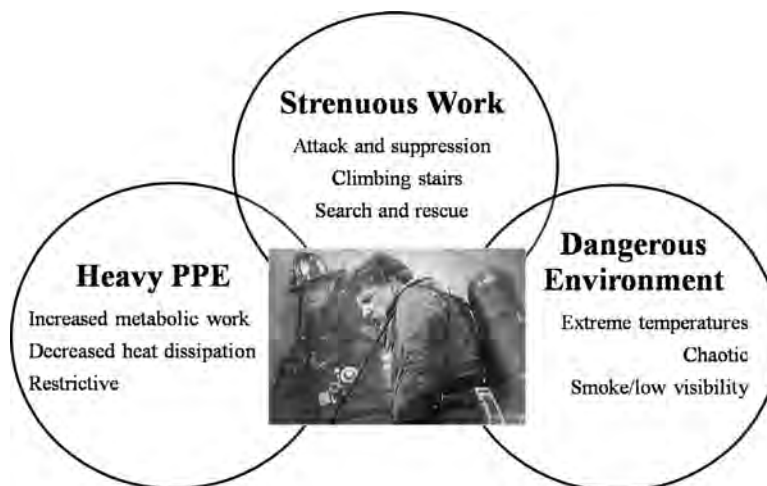 Strenuous Work
Attack and suppression
Climbing stairs
Search and rescue
Heavy PPE
Increased metabolic work
Decreased heat dissipation
Restrictive
Dangerous
Environment
Extreme temperatures
Chaotic
Smoke/low visibility